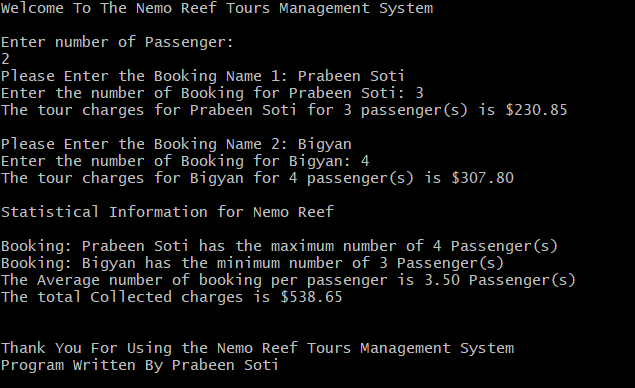 Welcome To The Nemo Reef Tours Management System
Enter number of Passenger:
2
Please Enter the Booking Name 1: Prabeen Soti
Enter the number of Booking for Prabeen Soti: 3
The tour charges for Prabeen Soti for 3 passenger(s) is $230.85
Please Enter the Booking Name 2: Bigyan
Enter the number of Booking for Bigyan: 4
The tour charges for Bigyan for 4 passenger(s) is $307.80
Statistical Information for Nemo Reef
Booking: Prabeen Soti has the maximum number of 4 Passenger(s)
Booking: Bigyan has the minimum number of 3 Passenger(s)
The Average number of booking per passenger is 3.50 Passenger(s)
The total Collected charges is $538.65
Thank You For Using the Nemo Reef Tours Management System
Program Written By Prabeen Soti